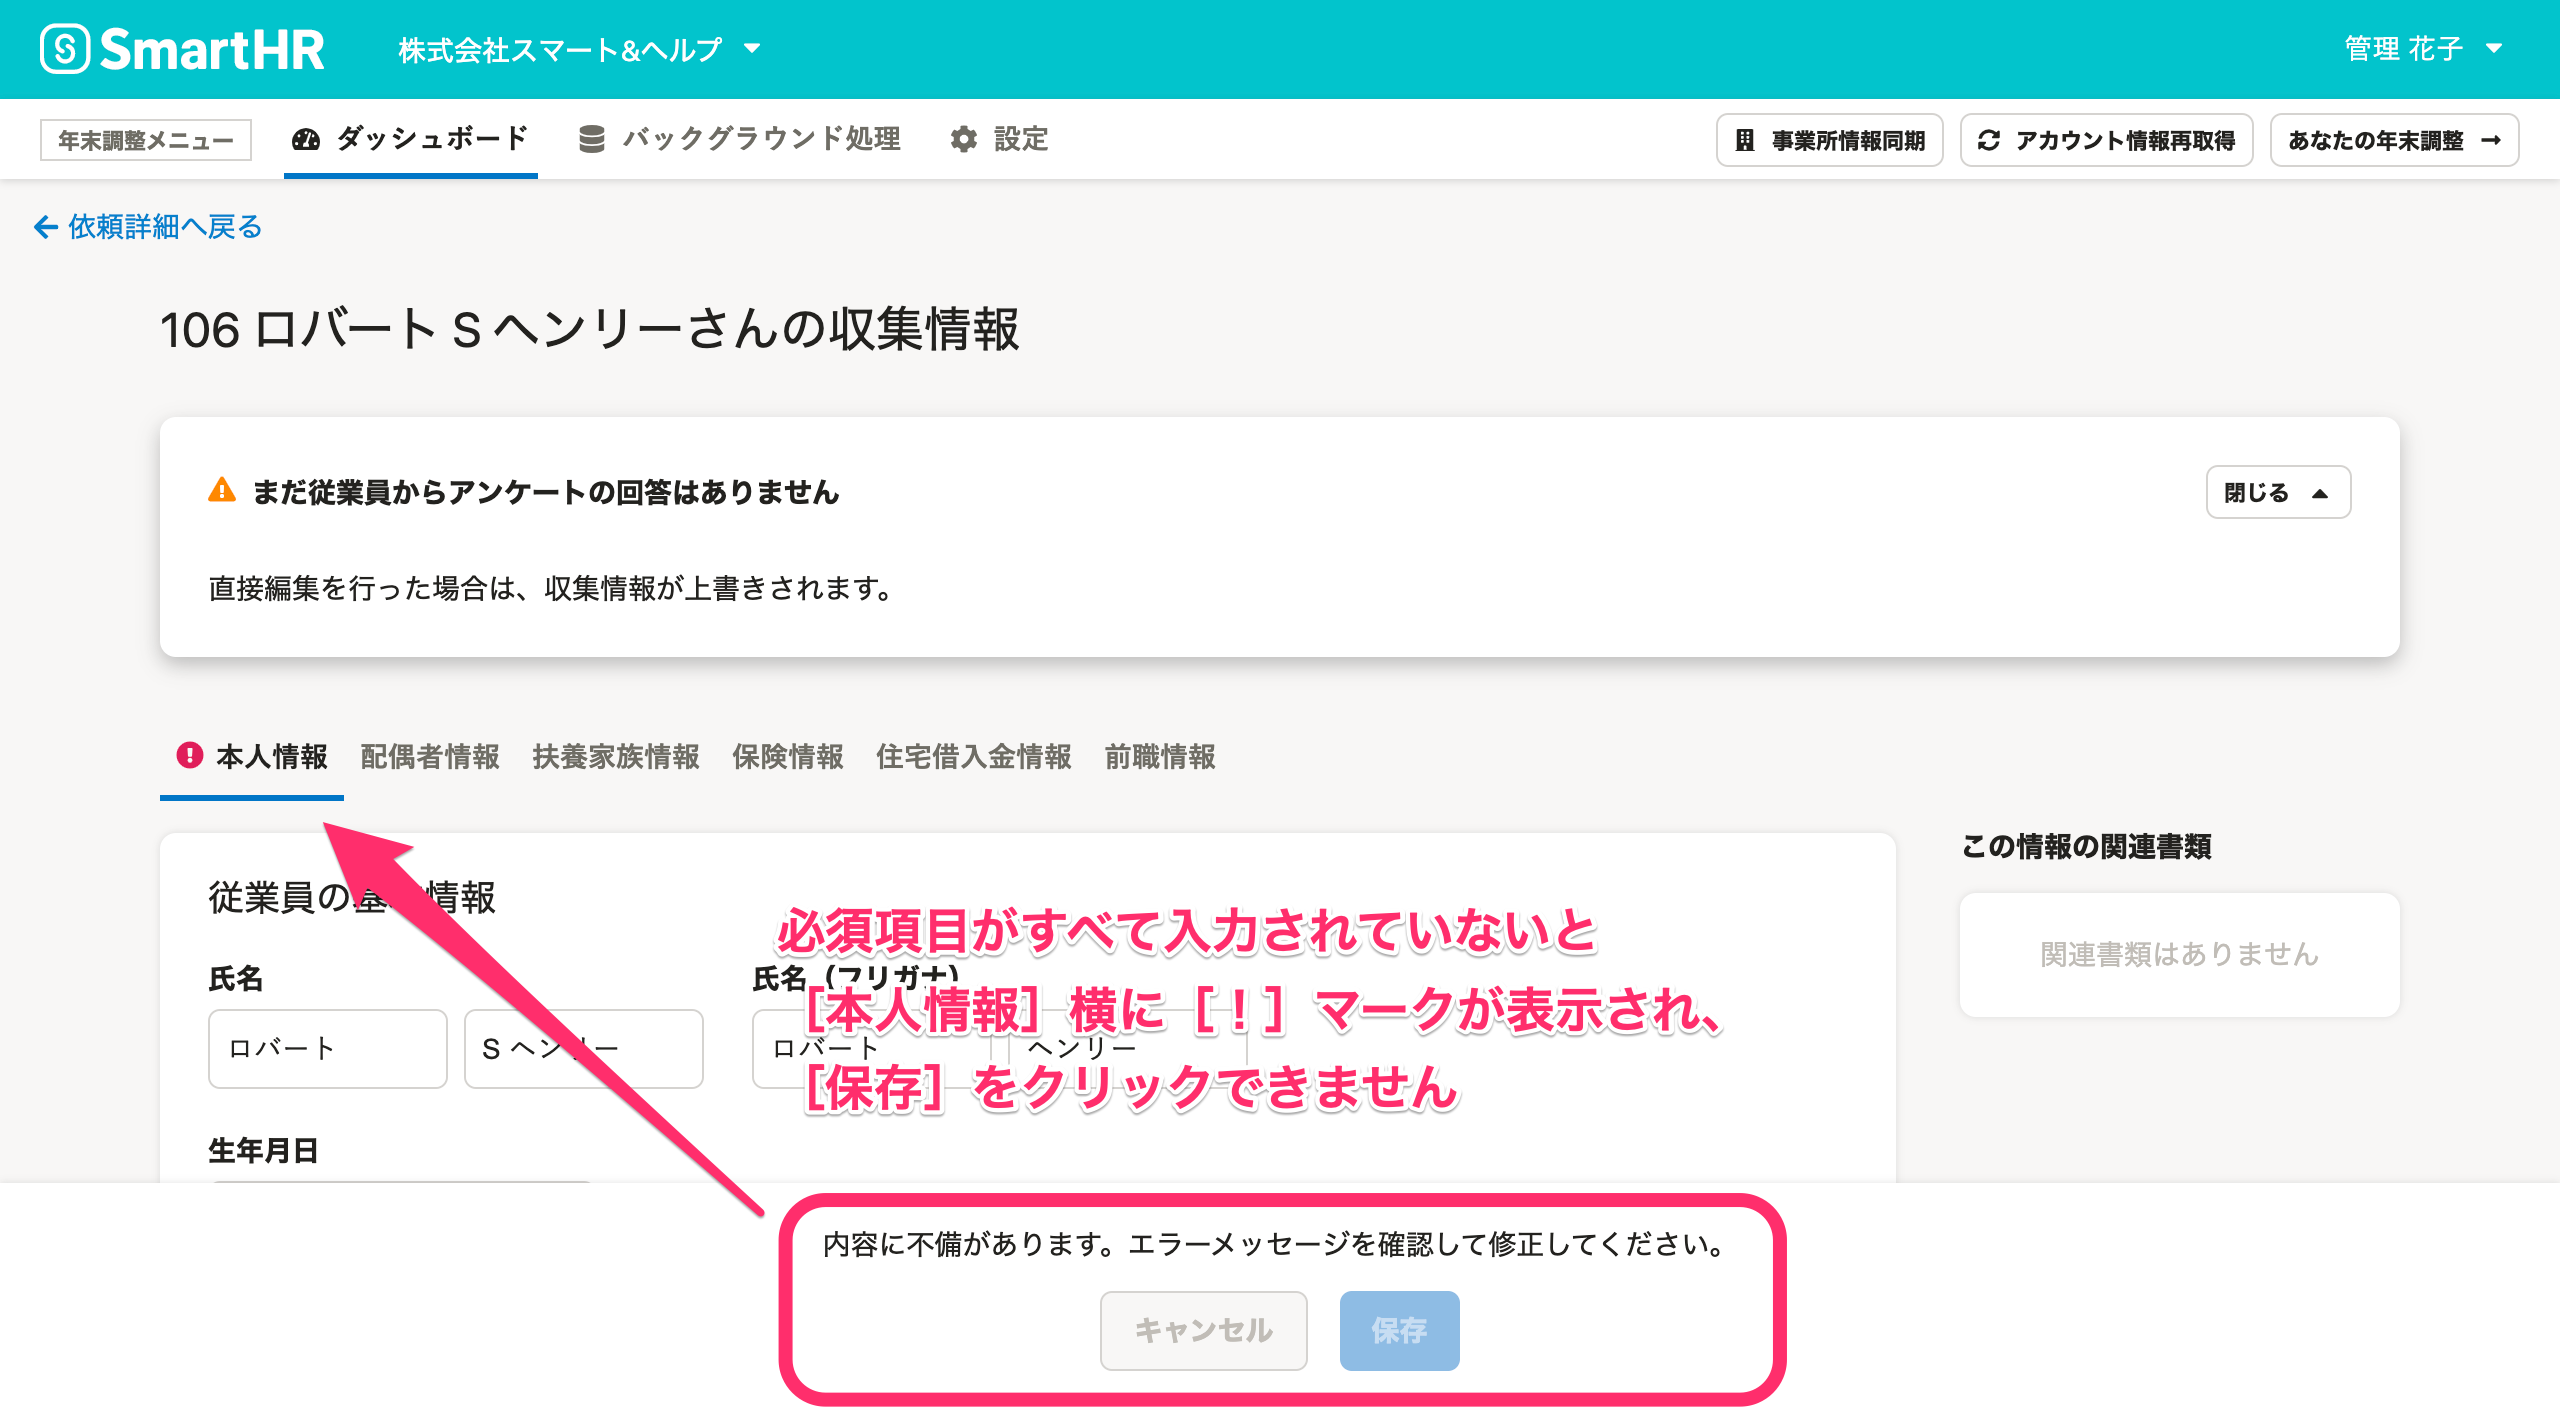 SmartHR 株式会社スマート&ヘルプ 管理 花子
年末調整メニュー ダッシュボード バックグラウンド処理 設定 事業所情報同期 アカウント情報再取得 あなたの年末調整
依頼詳細へ戻る
106 ロバート S ヘンリーさんの収集情報
まだ従業員からアンケートの回答はありません 閉じる
直接編集を行った場合は、収集情報が上書きされます。
本人情報 配偶者情報 扶養家族情報 保険情報 住宅借入金情報 前職情報
この情報の関連書類
関連書類はありません
従業員の基本情報
必須項目がすべて入力されていないと
［本人情報］横に［！］マークが表示され、
［保存］をクリックできません
氏名 氏名（フリガナ）
ロバート S ヘンリー ロバート ヘンリー
生年月日
内容に不備があります。エラーメッセージを確認して修正してください。
キャンセル 保存